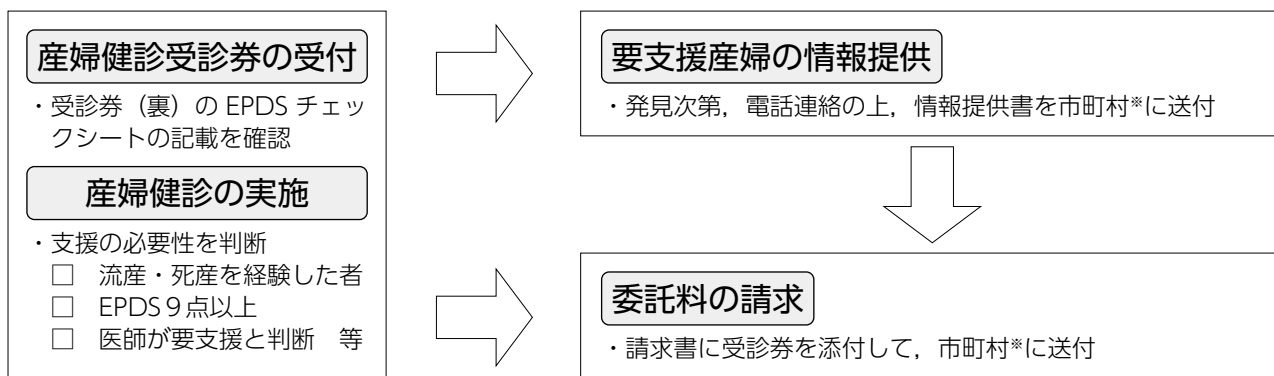 産婦健診受診券の受付
・受診券（裏）の EPDS チェッ
クシートの記載を確認
産婦健診の実施
・支援の必要性を判断
□ 流産・死産を経験した者
□ EPDS９点以上
□ 医師が要支援と判断 等
要支援産婦の情報提供
・発見次第，電話連絡の上，情報提供書を市町村※に送付
委託料の請求
・請求書に受診券を添付して，市町村※に送付